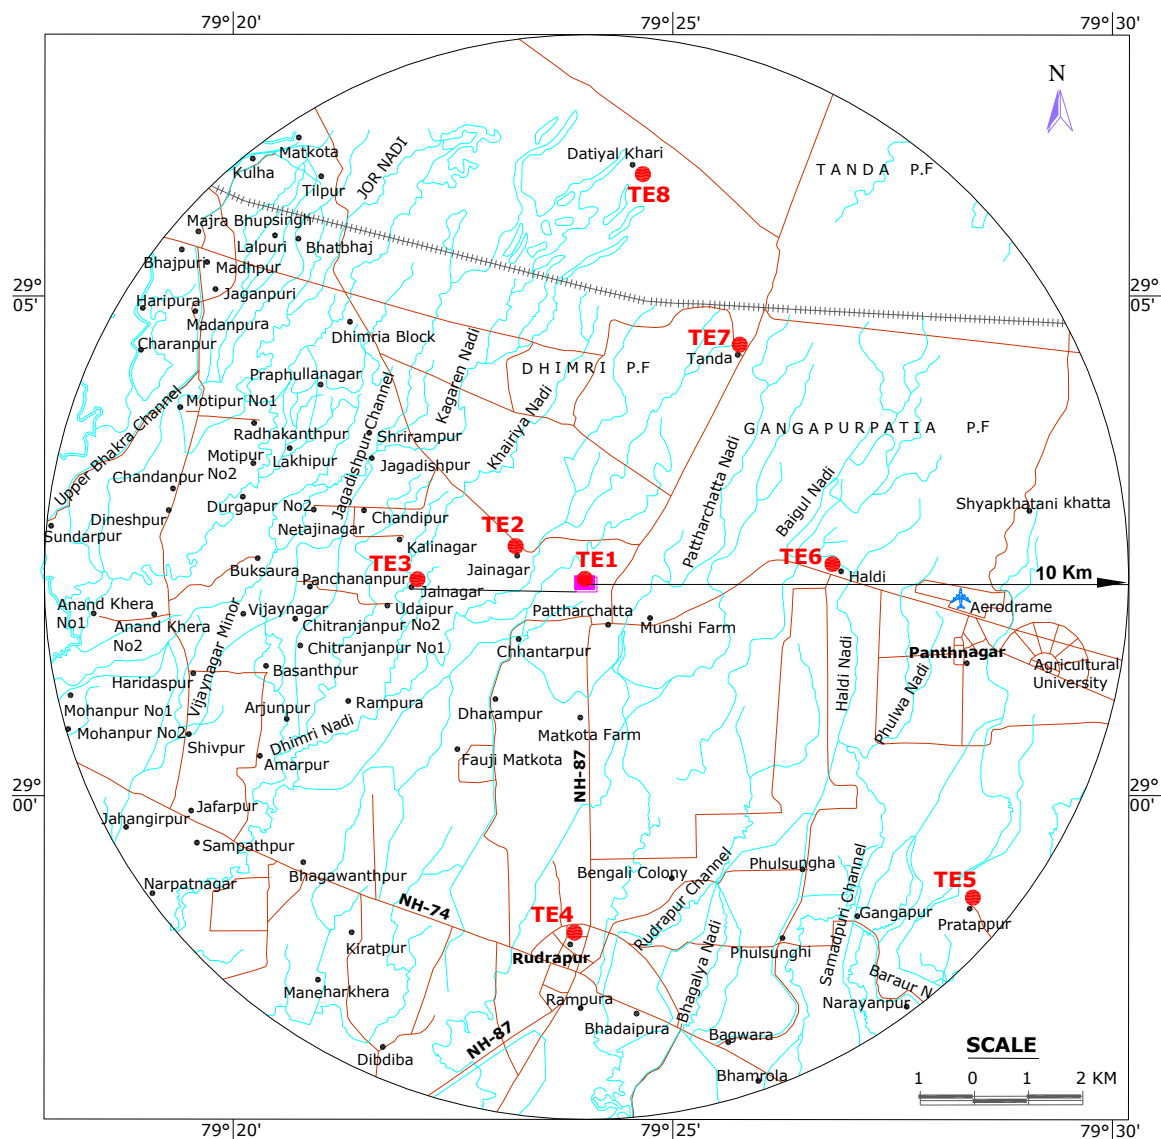 79° 20'
79° 25'
79° 30'
N
Matkota
Kulha
Tilpur
JOR NADI
Datiyal Khari
TE8
TANDA P.F
Majra Bhupsingh
Lalpuri
Bhatbhaj
Bhajpuri
Madhpur
29°
05'
29°
05'
Haripura
Jaganpuri
Madanpura
Charanpur
Dhimria Block
Kagaren Nadi
TE7
Tanda
DHIMRI P.F
Praphullanagar
Motipur No1
Upper Bhakra Channel
Jagadishpur Channel
Khairiya Nadi
GANGAPURPATIA P.F
Radhakanthpur
Shrirampur
Motipur
No2
Lakhipur
Jagadishpur
Pattharchatta Nadi
Baigul Nadi
Chandanpur
Durgapur No2
Dineshpur
Netajinagar
Chandipur
Shyapkhatani khatta
Sundarpur
TE2
Kalinagar
Jainagar
TE3
TE1
TE6
Buksaura
Panchananpur
Jalnagar
Haldi
10 Km
Anand Khera
No1
Anand Khera
No2
Vijaynagar Minor
Vijaynagar
Udaipur
Chitranjanpur No2
Pattharchatta
Munshi Farm
Aerodrame
Chitranjanpur No1
Chhantarpur
Panthnagar
Agricultural
University
Haridaspur
Basanthpur
Haldi Nadi
Phulwa Nadi
Mohanpur No1
Arjunpur
Rampura
Dharampur
Mohanpur No2
Shivpur
Dhimri Nadi
Matkota Farm
Amarpur
Fauji Matkota
NH-87
29°
00'
29°
00'
Jafarpur
Jahangirpur
Sampathpur
Narpatnagar
Bhagawanthpur
NH-74
Bengali Colony
Rudrapur Channel
Phulsungha
Samadpuri Channel
TE5
Gangapur
Pratappur
TE4
Kiratpur
Rudrapur
Bhagalya Nadi
Phulsunghi
Baraur N
Maneharkhera
Rampura
Narayanpur
Bhadaipura
NH-87
Dibdiba
Bagwara
Bhamrola
SCALE
1 0 1 2 KM
79° 20'
79° 25'
79° 30'